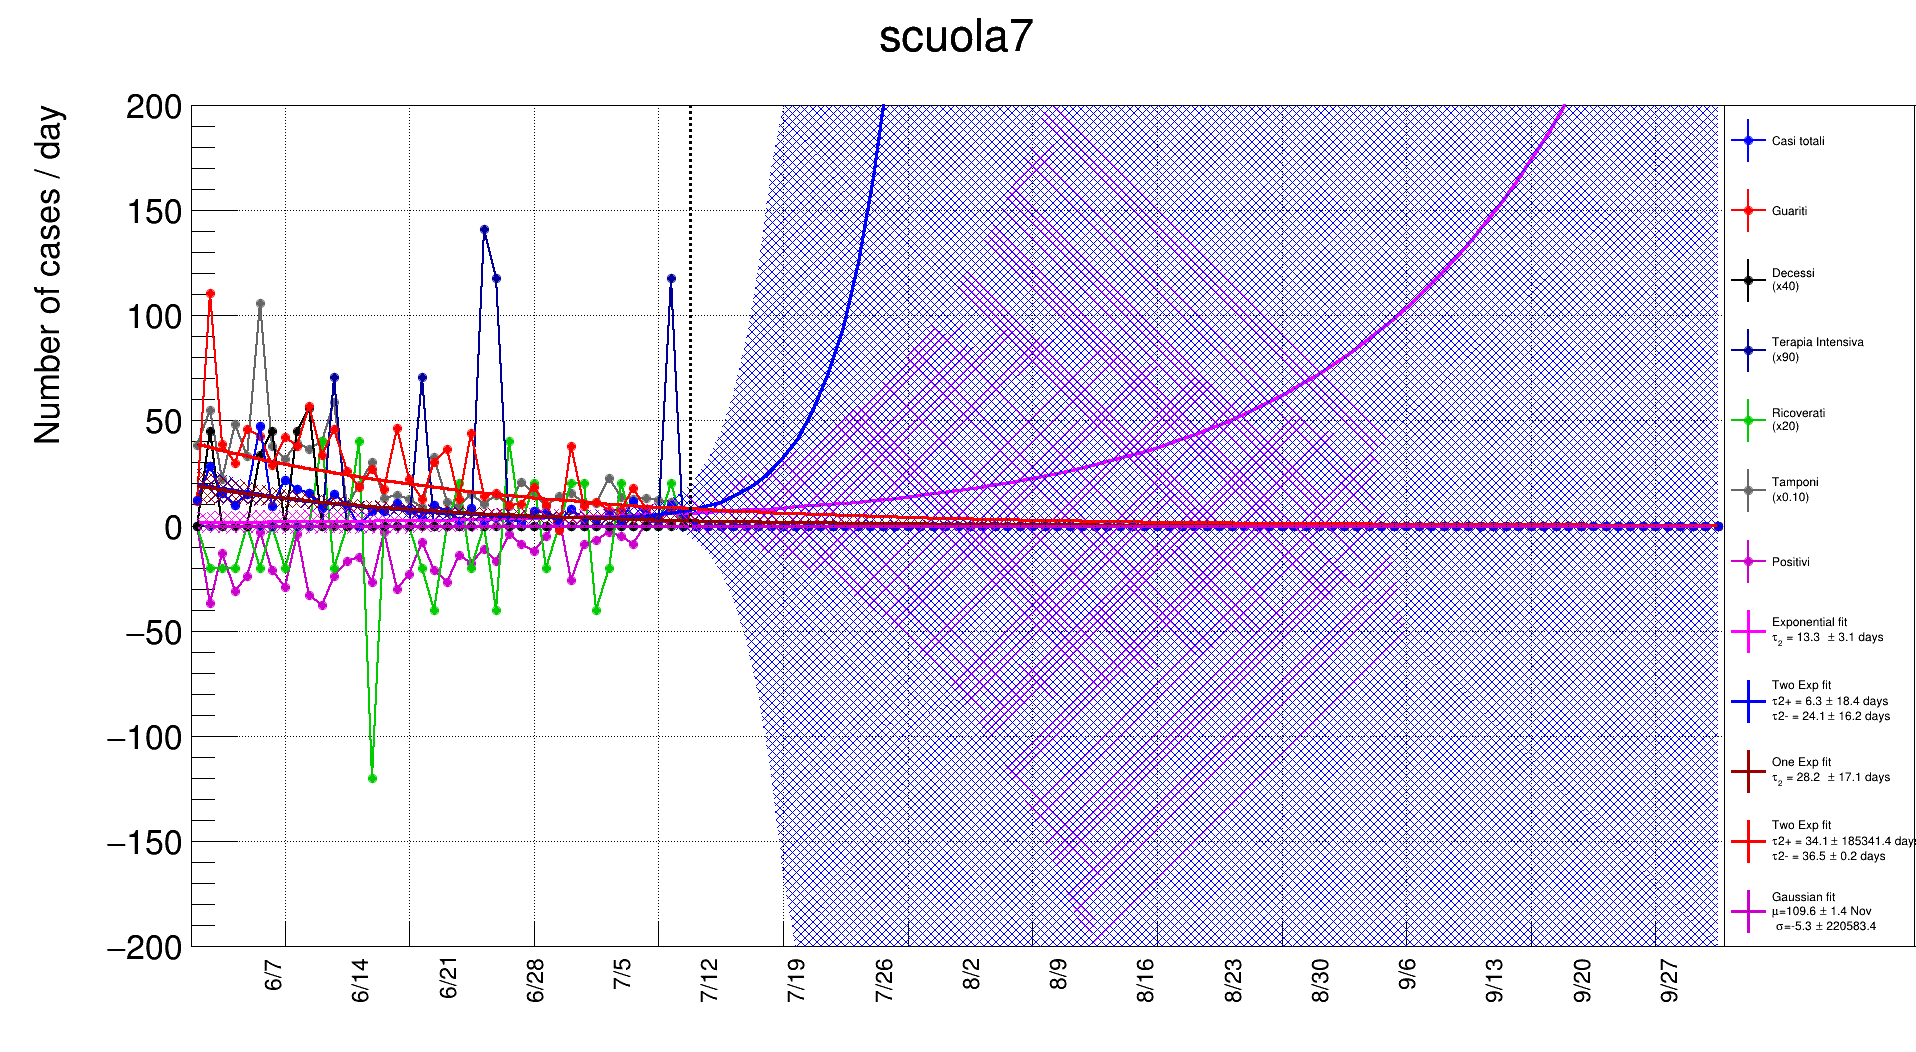 scuola7
Number of cases / day
200
150
100
50
0
−50
−100
−150
−200
6/7
6/14
6/21
6/28
7/5
7/12
7/19
7/26
8/2
8/9
8/16
8/23
8/30
9/6
9/13
9/20
9/27
Casi totali
Guariti
Decessi
(x40)
Terapia Intensiva
(x90)
Ricoverati
(x20)
Tamponi
(x0.10)
Positivi
Exponential fit
τ2 = 13.3 ± 3.1 days
Two Exp fit
τ2+ = 6.3 ± 18.4 days
τ2- = 24.1 ± 16.2 days
One Exp fit
τ2 = 28.2 ± 17.1 days
Two Exp fit
τ2+ = 34.1 ± 185341.4 days
τ2- = 36.5 ± 0.2 days
Gaussian fit
μ=109.6 ± 1.4 Nov
σ=-5.3 ± 220583.4